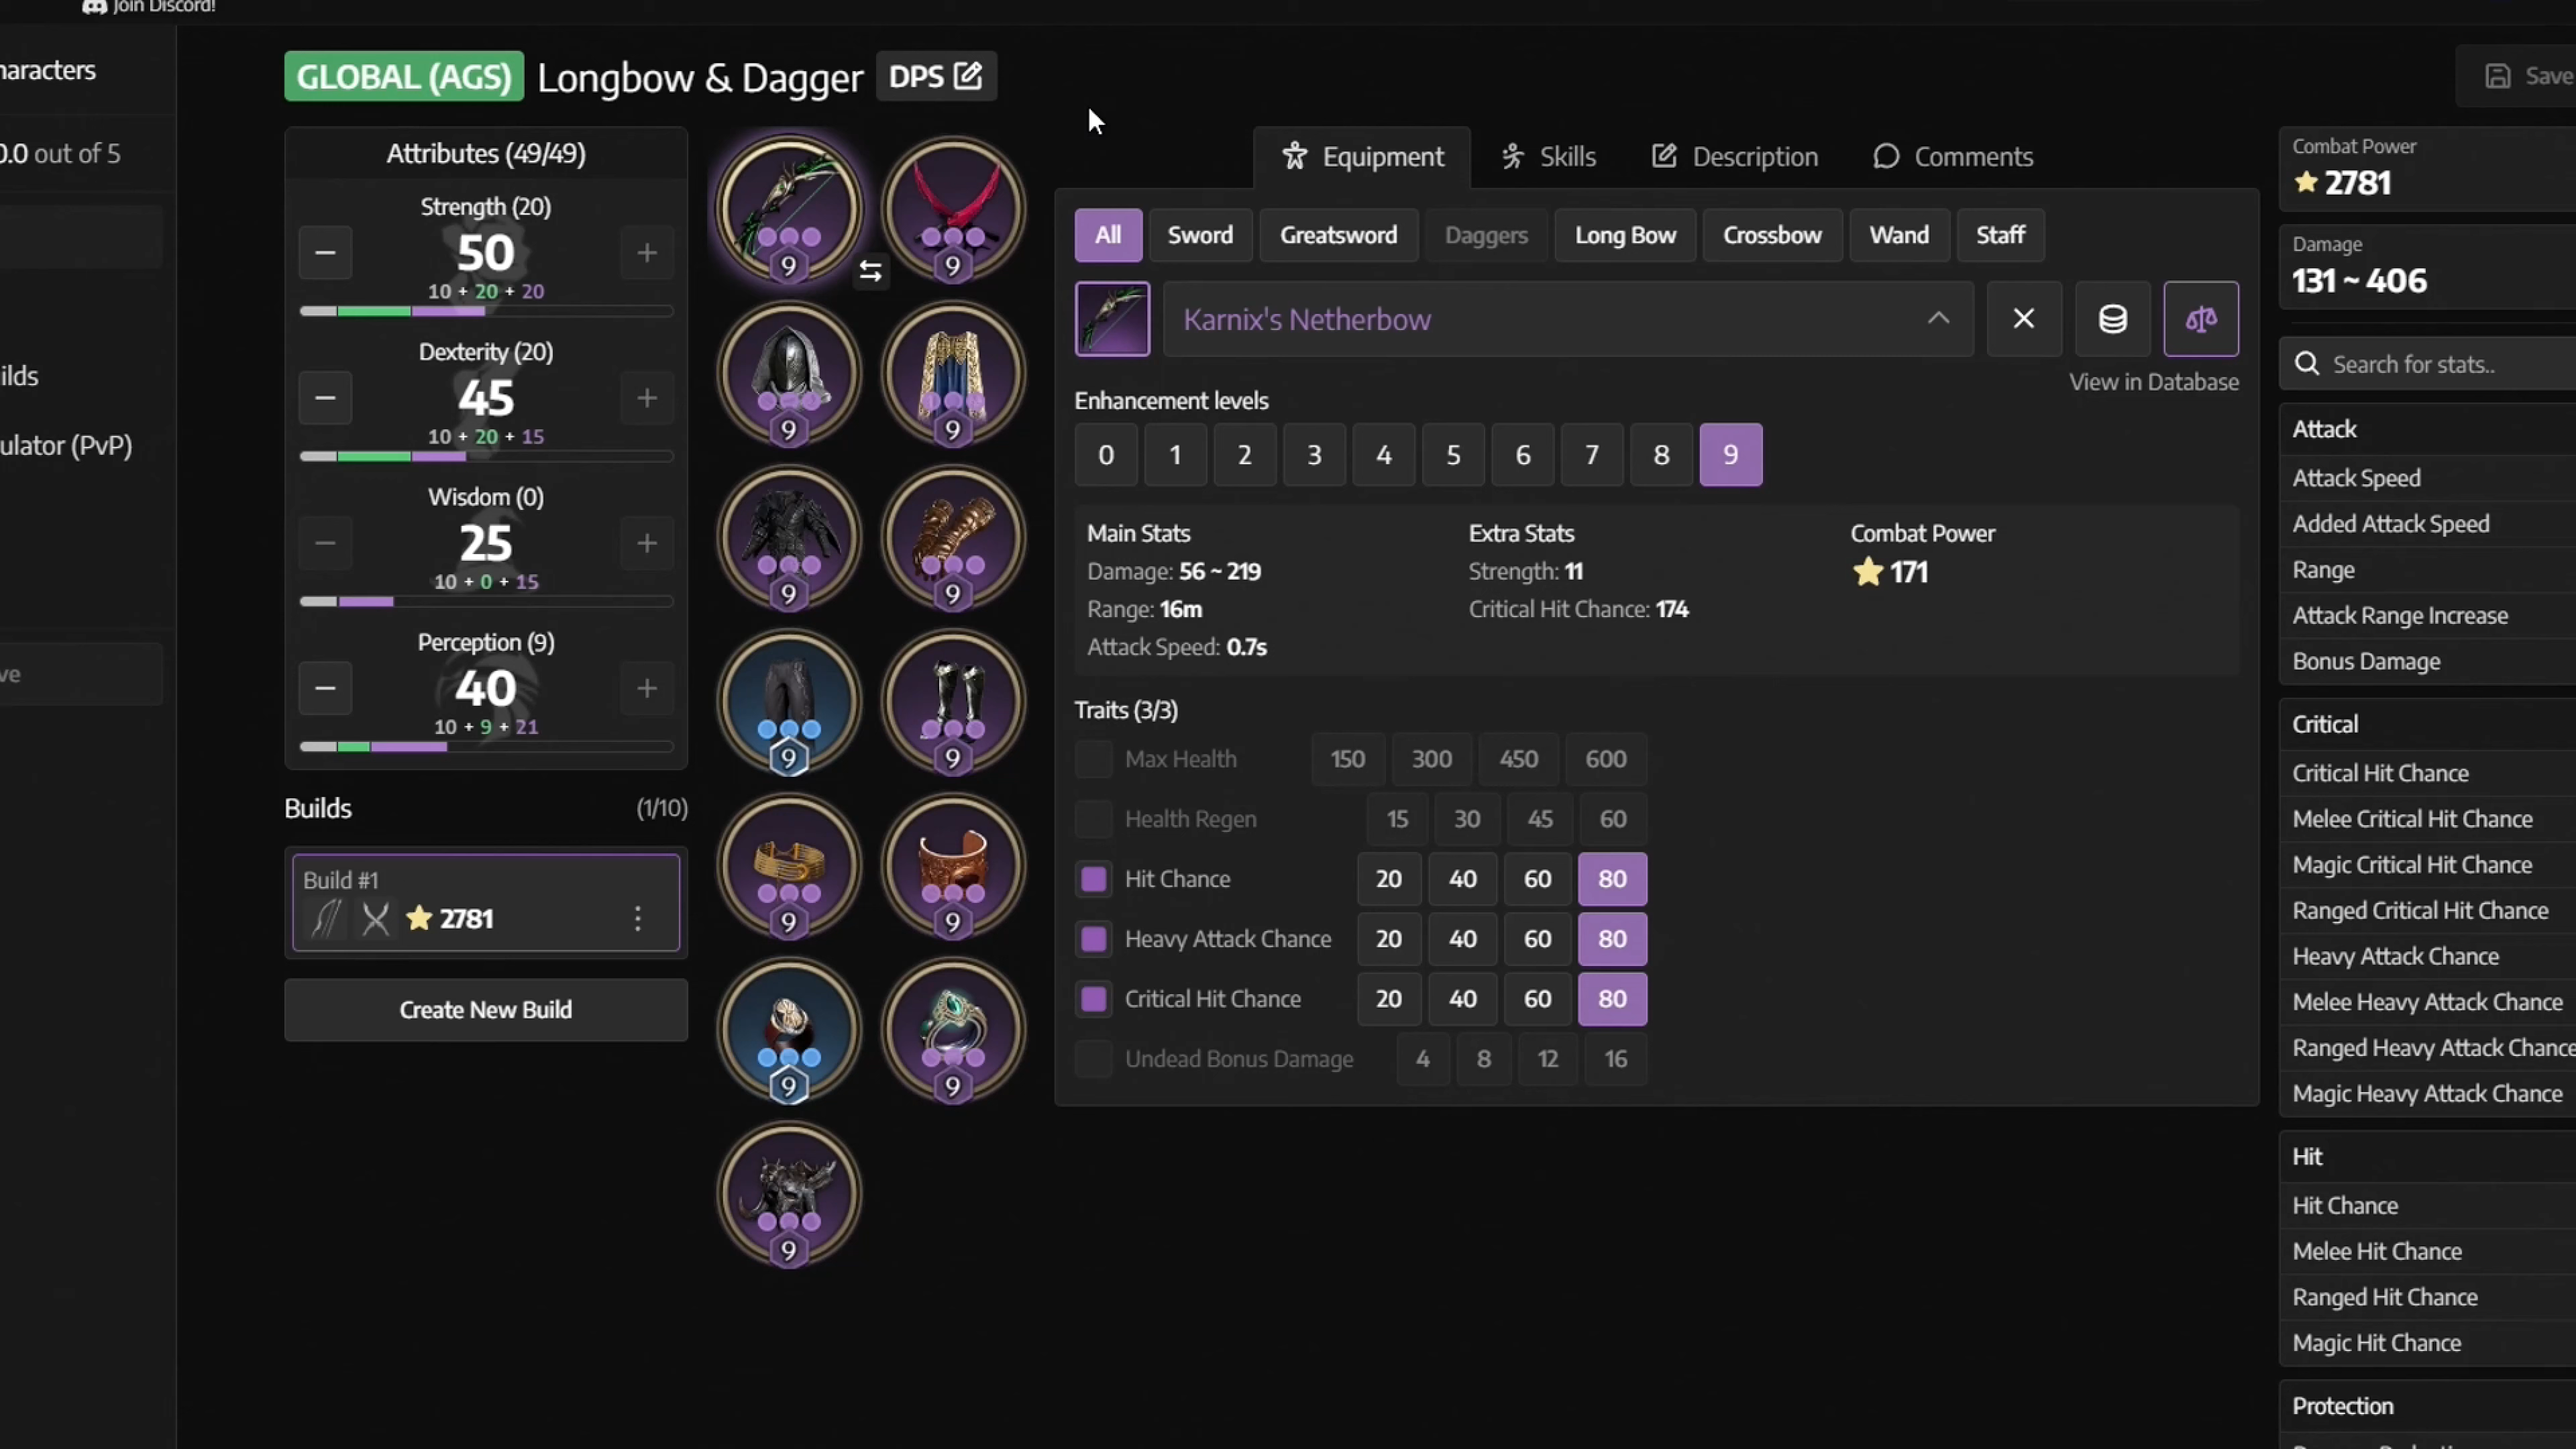 Join Discord!
haracters
0.0 out of 5
ilds
ulator (PvP)
ve
GLOBAL (AGS) Longbow & Dagger DPS
Attributes (49/49)
Strength (20)
50
10 + 20 + 20
Dexterity (20)
45
10 + 20 + 15
Wisdom (0)
25
10 + 0 + 15
Perception (9)
40
10 + 9 + 21
Builds (1/10)
Build #1
2781
Create New Build
9 9
9 9
9 9
9 9
9 9
9 9
9
Equipment Skills Description Comments
All Sword Greatsword Daggers Long Bow Crossbow Wand Staff
Karnix's Netherbow
View in Database
Enhancement levels
0 1 2 3 4 5 6 7 8 9
Main Stats Extra Stats Combat Power
Damage: 56 ~ 219 Strength: 11 171
Range: 16m Critical Hit Chance: 174
Attack Speed: 0.7s
Traits (3/3)
Max Health 150 300 450 600
Health Regen 15 30 45 60
Hit Chance 20 40 60 80
Heavy Attack Chance 20 40 60 80
Critical Hit Chance 20 40 60 80
Undead Bonus Damage 4 8 12 16
Save
Combat Power
2781
Damage
131 ~ 406
Search for stats..
Attack
Attack Speed
Added Attack Speed
Range
Attack Range Increase
Bonus Damage
Critical
Critical Hit Chance
Melee Critical Hit Chance
Magic Critical Hit Chance
Ranged Critical Hit Chance
Heavy Attack Chance
Melee Heavy Attack Chance
Ranged Heavy Attack Chance
Magic Heavy Attack Chance
Hit
Hit Chance
Melee Hit Chance
Ranged Hit Chance
Magic Hit Chance
Protection